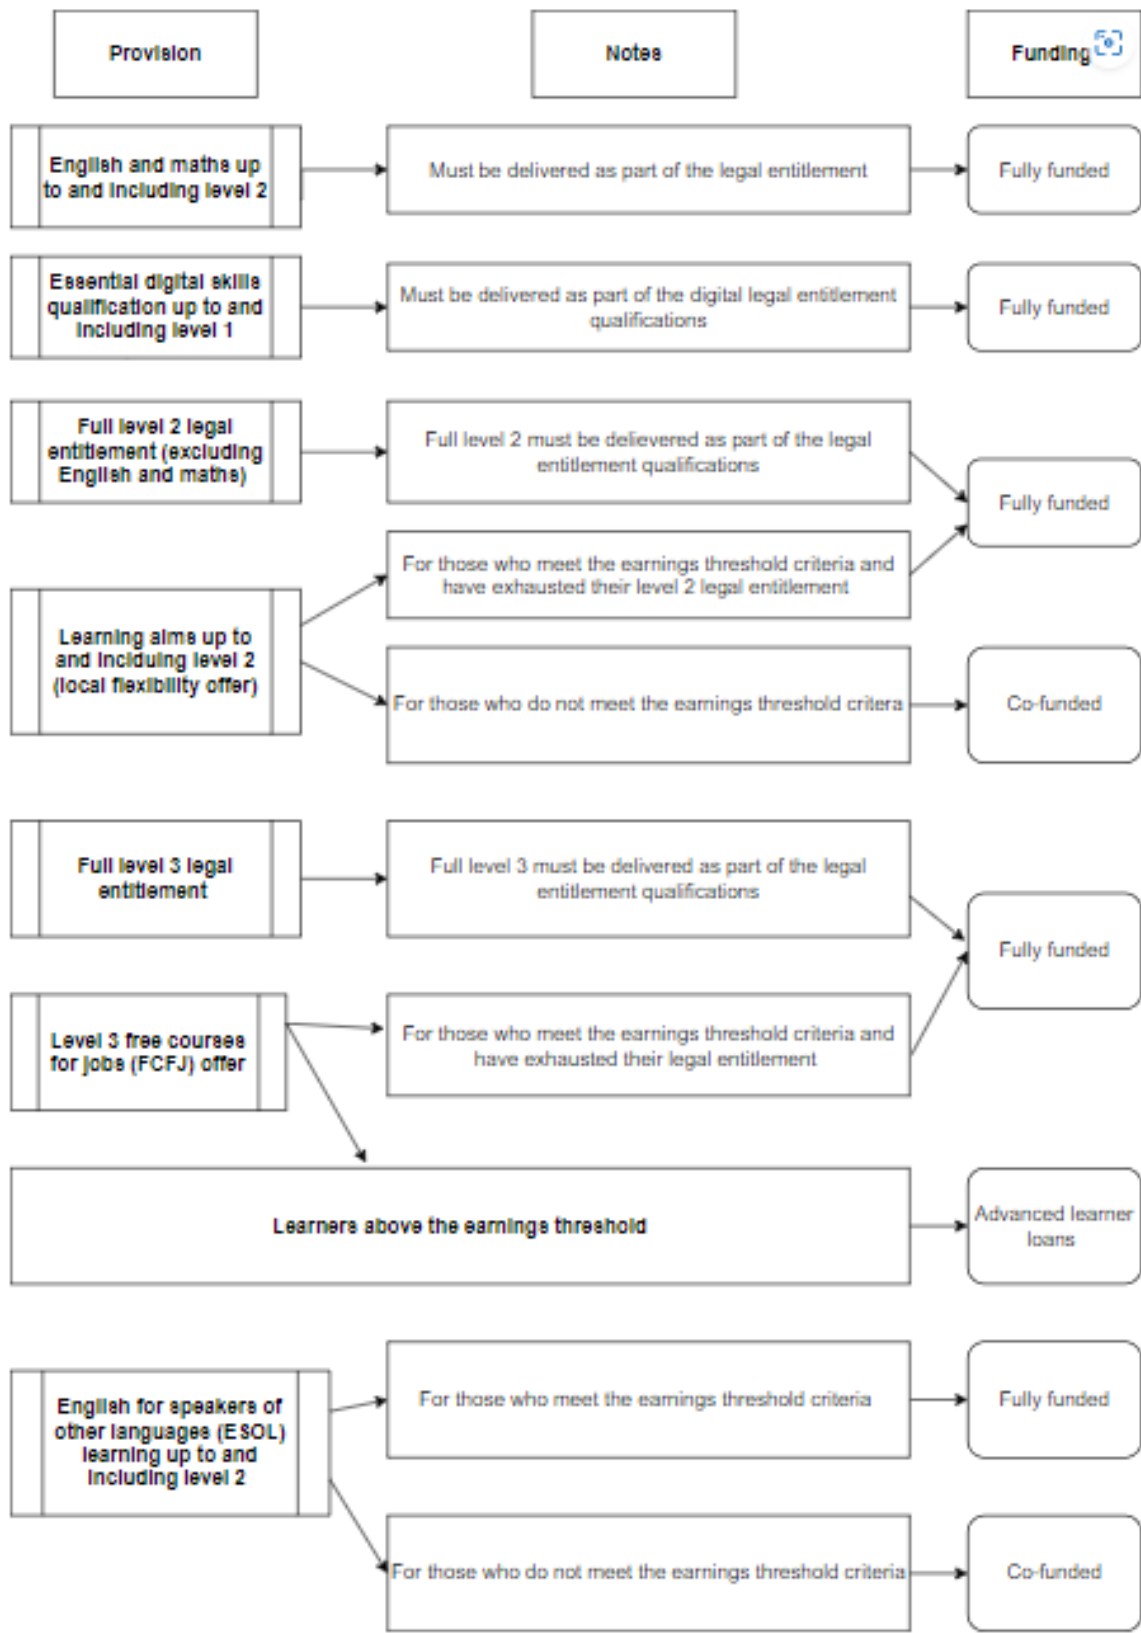 Provision
Notes
Funding
English and maths up
to and including level 2
Must be delivered as part of the legal entitlement
Fully funded
Essential digital skills
qualification up to and
including level 1
Must be delivered as part of the digital legal entitlement
qualifications
Fully funded
Full level 2 legal
entitlement (excluding
English and maths)
Full level 2 must be delievered as part of the legal
entitlement qualifications
Fully funded
For those who meet the earnings threshold criteria and
have exhausted their level 2 legal entitlement
Learning aims up to
and inclduing level 2
(local flexibility offer)
For those who do not meet the earnings threshold critera
Co-funded
Full level 3 legal
entitlement
Full level 3 must be delivered as part of the legal
entitlement qualifications
Fully funded
Level 3 free courses
for jobs (FCFJ) offer
For those who meet the earnings threshold criteria and
have exhausted their legal entitlement
Learners above the earnings threshold
Advanced learner
loans
English for speakers of
other languages (ESOL)
learning up to and
including level 2
For those who meet the earnings threshold criteria
Fully funded
For those who do not meet the earnings threshold criteria
Co-funded